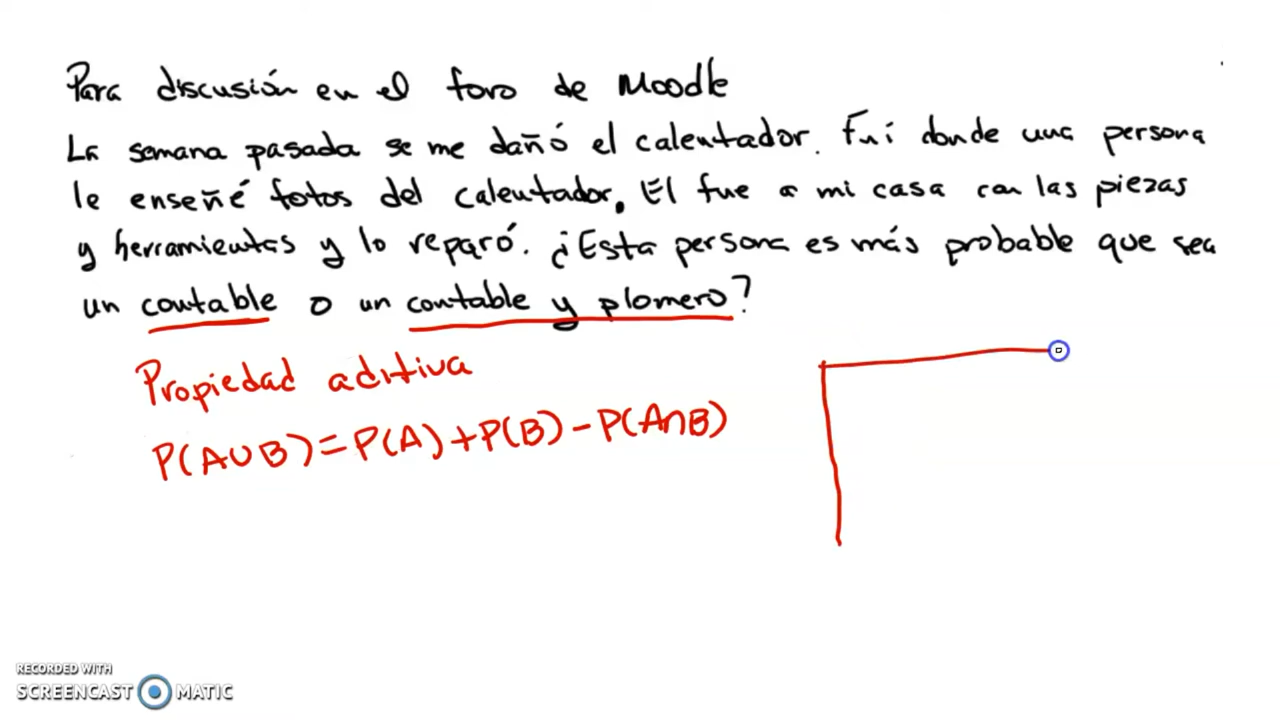 Para discusión en el foro de Moodle
La semana pasada se me dañó el calentador. Fuí donde una persona
le enseñé fotos del calentador. El fue a mi casa con las piezas
y herramientas y lo reparó. ¿Esta persona es más probable que sea
un contable o un contable y plomero?
Propiedad aditiva
P(A∪B)=P(A)+P(B)-P(A∩B)
RECORDED WITH
SCREENCAST MATIC